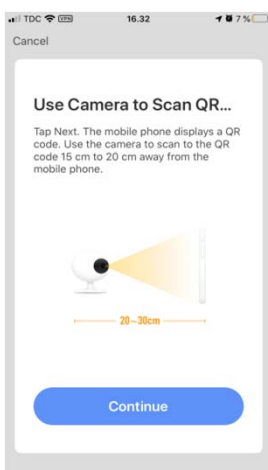 TDC VPN 16.32 7 %
Cancel
Use Camera to Scan QR...
Tap Next. The mobile phone displays a QR
code. Use the camera to scan to the QR
code 15 cm to 20 cm away from the
mobile phone.
20~30cm
Continue